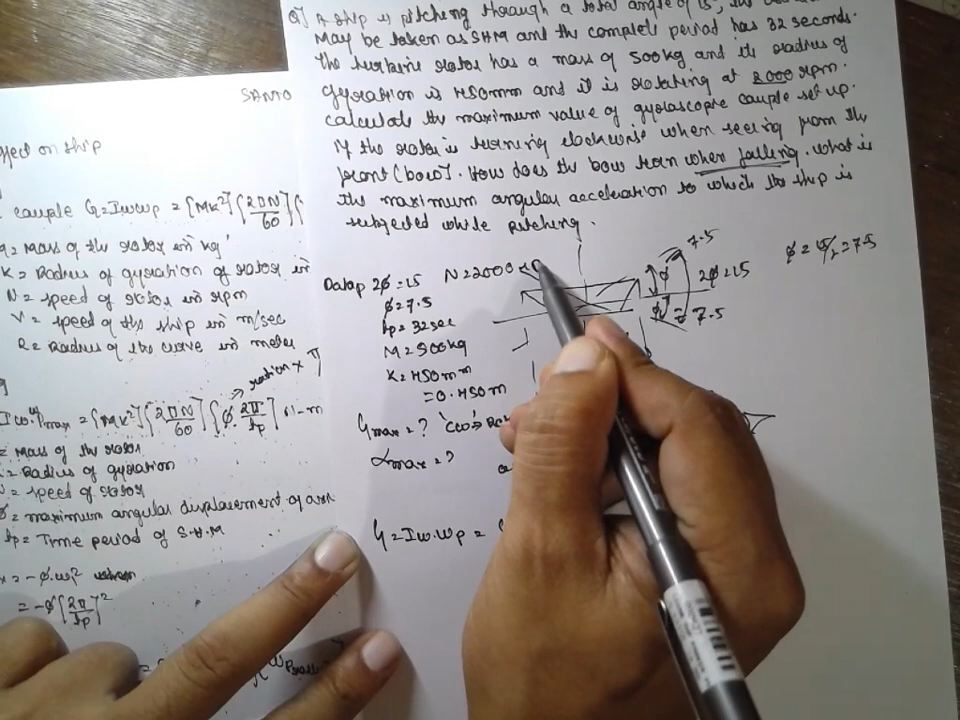 Q) A ship is pitching through a total angle of 15°, the
May be taken as SHM and the complete period has 32 seconds.
The turbine rotor has a mass of 500kg and its radius of
gyration is 450mm and it is rotating at 2000 rpm.
calculate the maximum value of gyroscopic couple set up.
If the rotor is turning clockwise when seeing from the
front (bow). How does the bow turn when falling. what is
the maximum angular acceleration to which the ship is
subjected while pitching.
Data 2φ = 15
φ = 7.5
tp = 32sec
M = 500kg
K = 450mm
= 0.450m
Gmax = ?
αmax = ?
G = Iω.ωp =
N = 2000
7.5
φ
2φ = 15
7.5
φ = 15/2 = 7.5
SANTO
effect on ship
couple G = Iωωp = {MK²}{2ΠN/60}{
= Mass of the rotor in kg
K = Radius of gyration of rotor in
N = speed of rotor in rpm
V = speed of the ship in m/sec
R = Radius of the curve in meter
Iω.ωpmax = {MK²}{2ΠN/60}{φ.2Π/tp} N-m
= Mass of the rotor
= Radius of gyration
= speed of rotor
φ = maximum angular displacement of
tp = Time period of S.H.M
= -φ.ω²
= -φ[2Π/tp]²